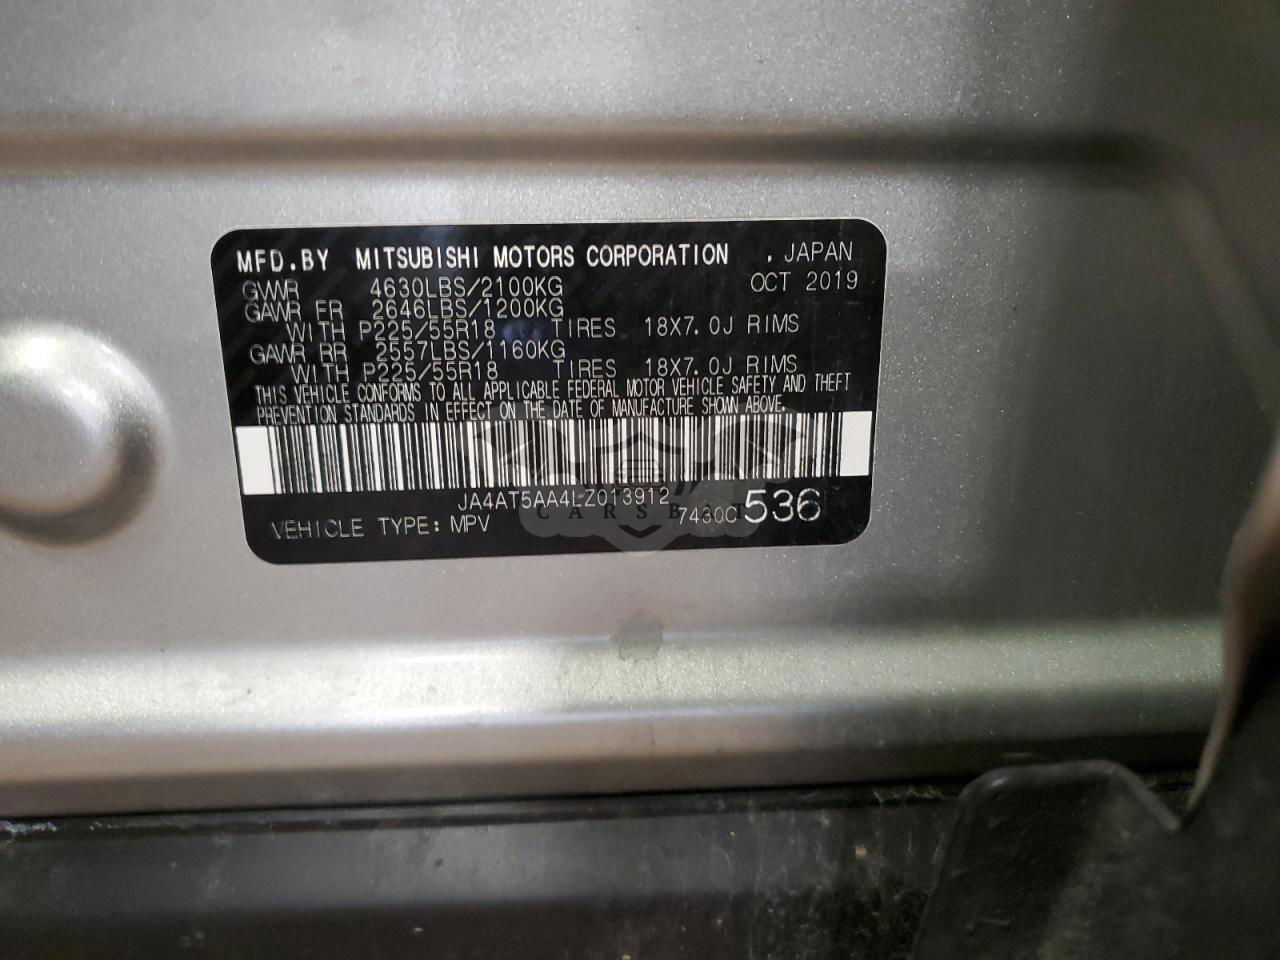 MFD.BY MITSUBISHI MOTORS CORPORATION , JAPAN
GVWR 4630LBS/2100KG OCT 2019
GAWR FR 2646LBS/1200KG
WITH P225/55R18 TIRES 18X7.0J RIMS
GAWR RR 2557LBS/1160KG
WITH P225/55R18 TIRES 18X7.0J RIMS
THIS VEHICLE CONFORMS TO ALL APPLICABLE FEDERAL MOTOR VEHICLE SAFETY AND THEFT
PREVENTION STANDARDS IN EFFECT ON THE DATE OF MANUFACTURE SHOWN ABOVE.
JA4AT5AA4LZ013912
CARSBAT
VEHICLE TYPE: MPV 7430C 536